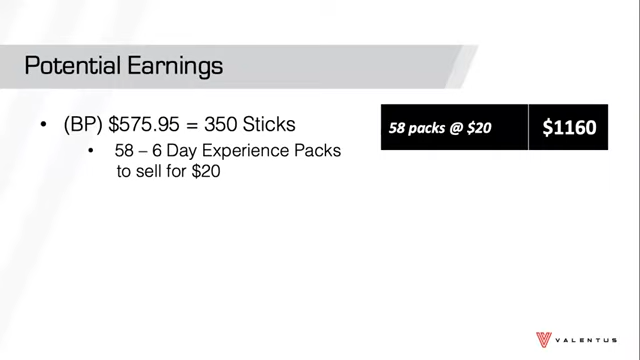 Potential Earnings
• (BP) $575.95 = 350 Sticks
• 58 – 6 Day Experience Packs
to sell for $20
58 packs @ $20 $1160
VALENTUS